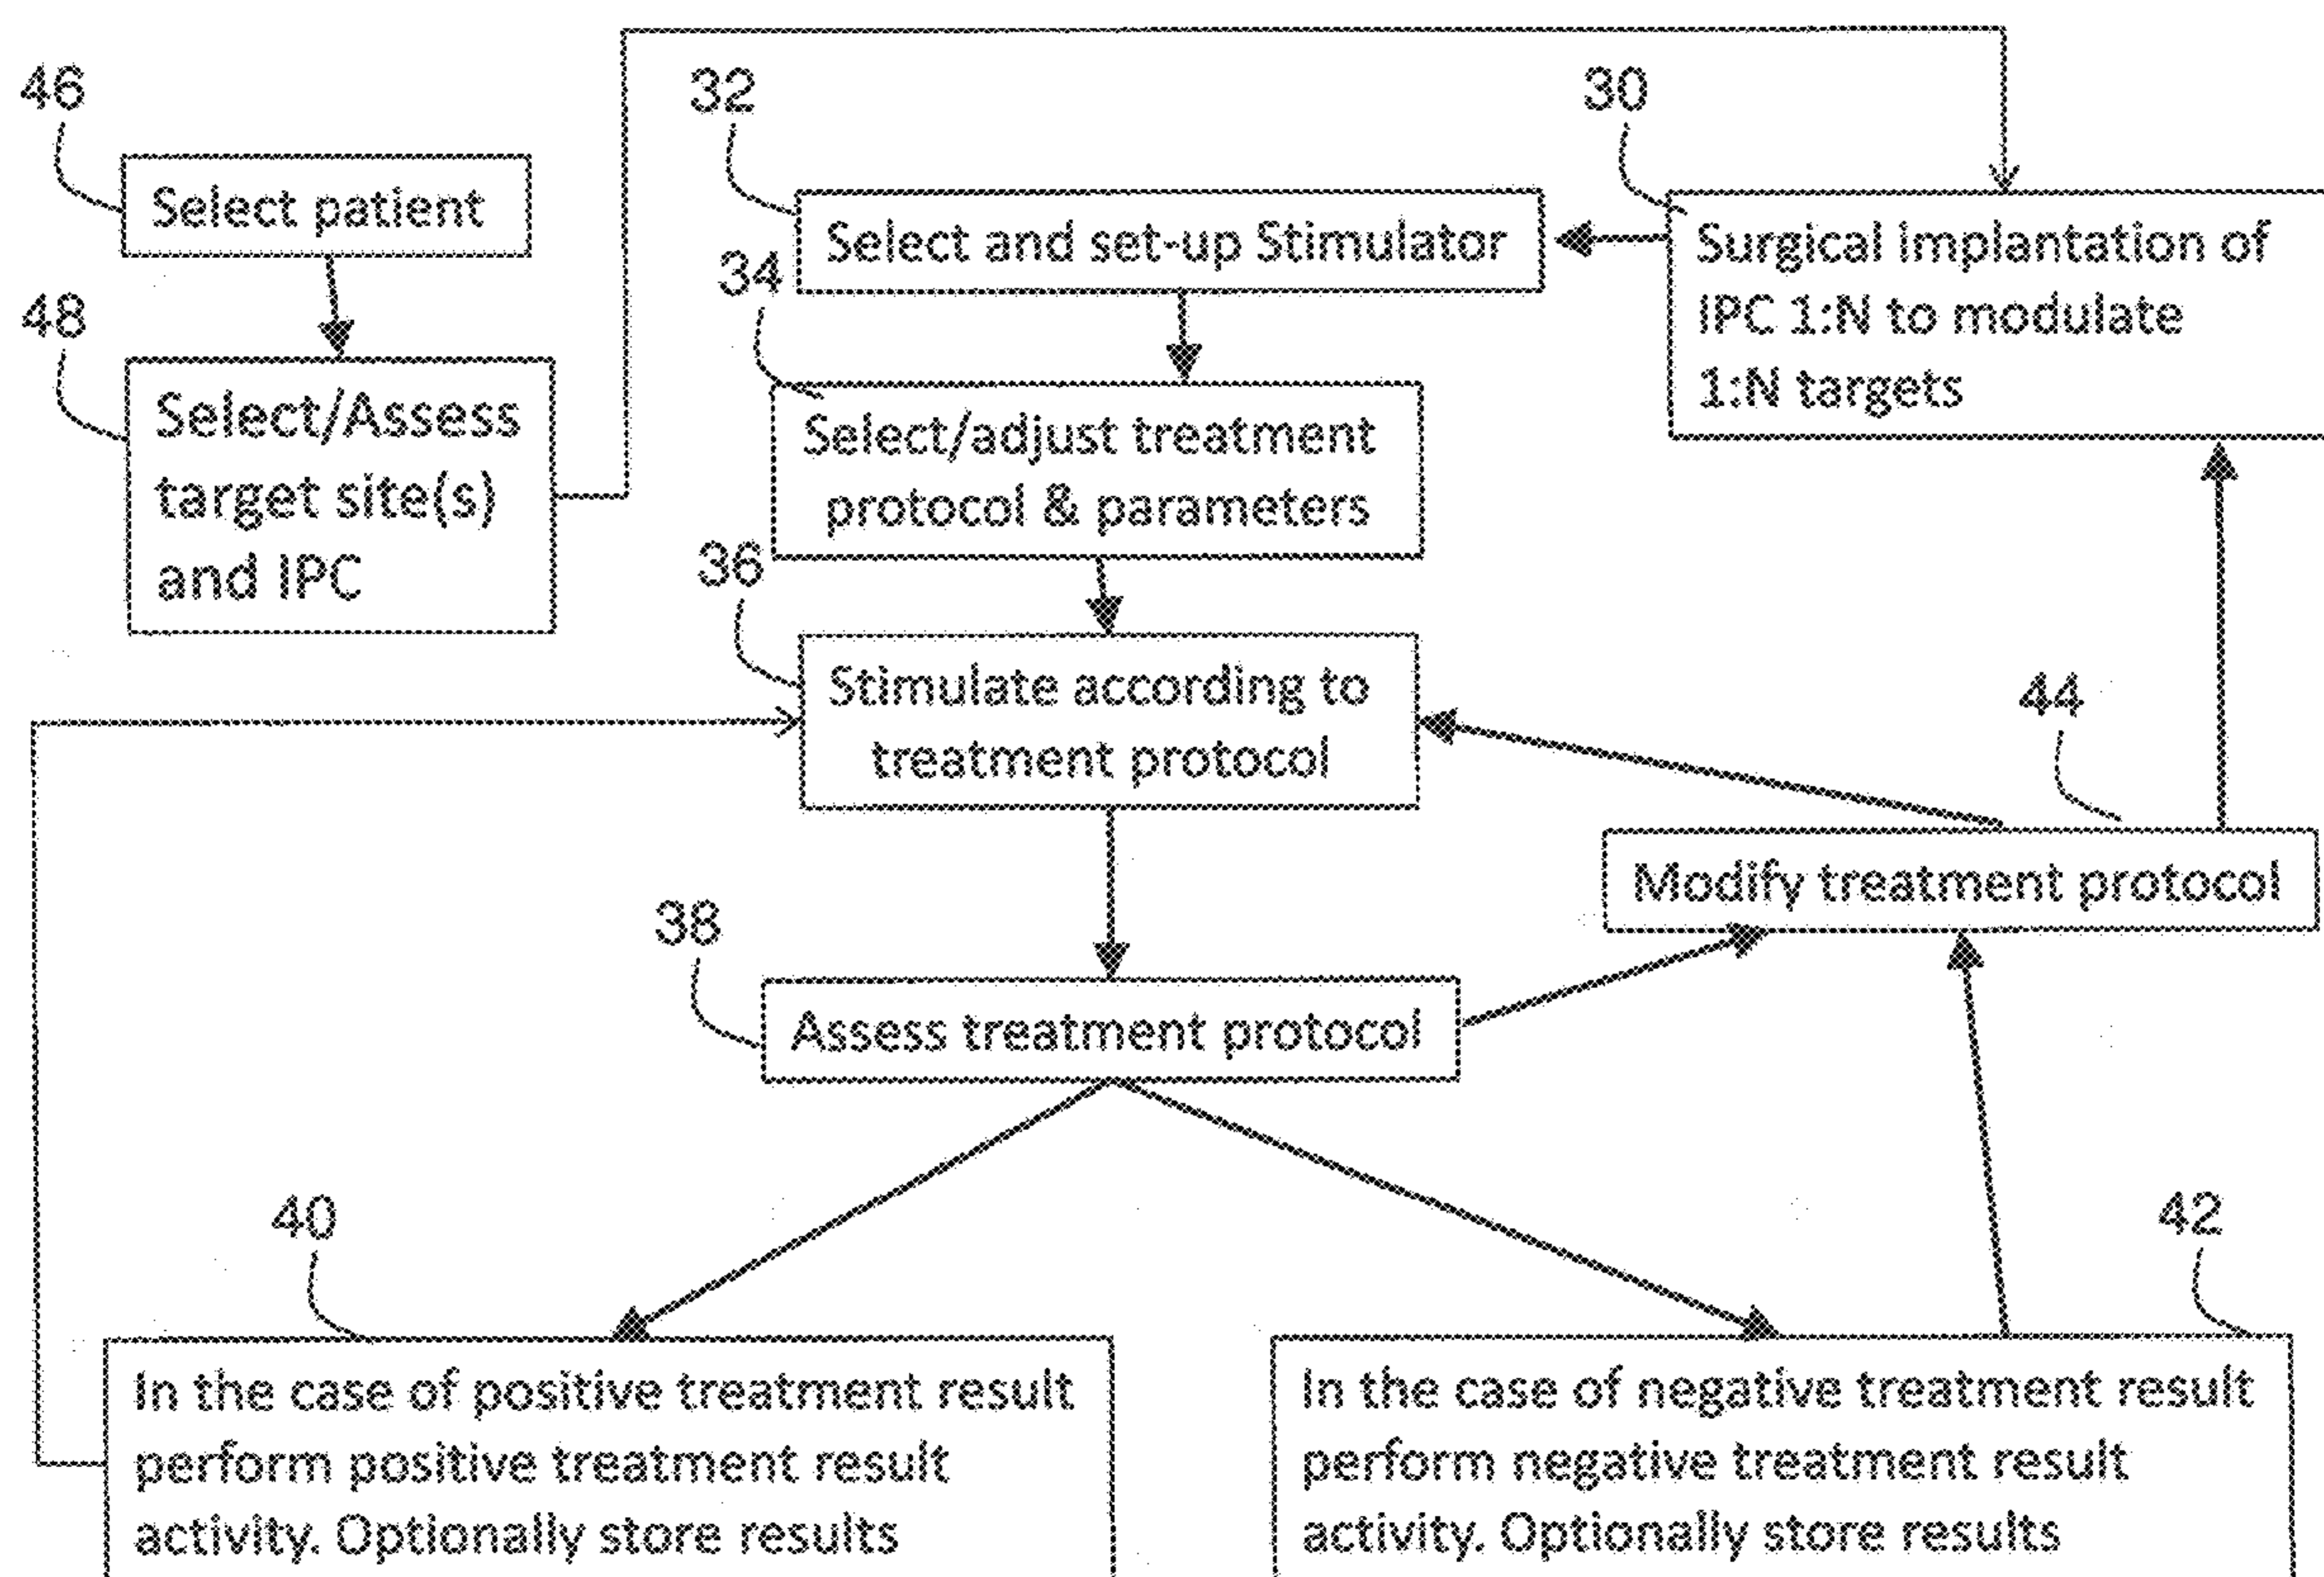 46
Select patient
48
Select/Assess
target site(s)
and IPC
32
Select and set-up Stimulator
30
Surgical Implantation of
IPC 1:N to modulate
1:N targets
34
Select/adjust treatment
protocol & parameters
36
Stimulate according to
treatment protocol
44
Modify treatment protocol
38
Assess treatment protocol
40
In the case of positive treatment result
perform positive treatment result
activity. Optionally store results
42
In the case of negative treatment result
perform negative treatment result
activity. Optionally store results